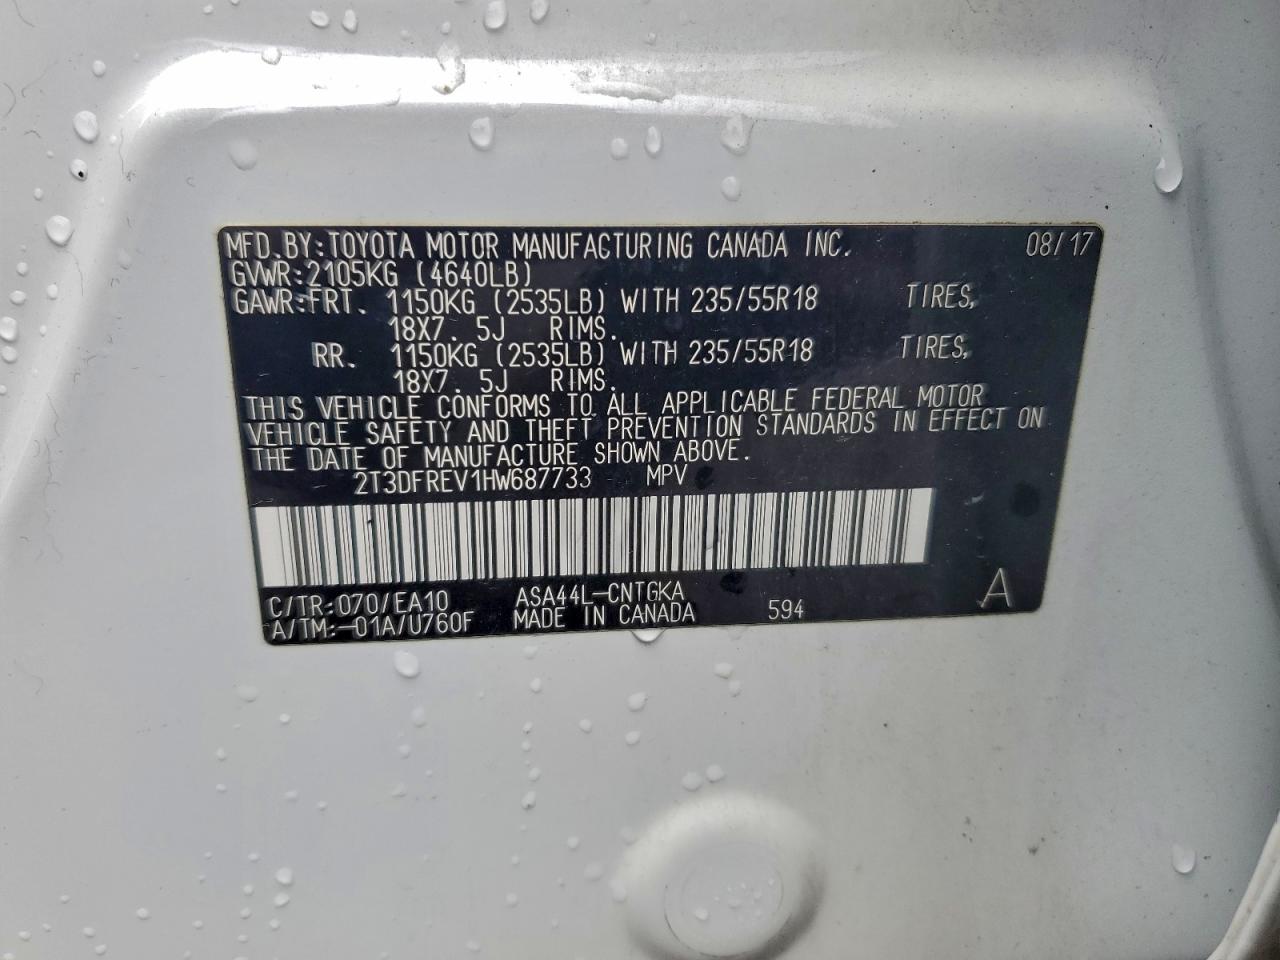 MFD.BY:TOYOTA MOTOR MANUFACTURING CANADA INC. 08/17
GVWR:2105KG (4640LB)
GAWR:FRT. 1150KG (2535LB) WITH 235/55R18 TIRES,
18X7.5J RIMS.
RR. 1150KG (2535LB) WITH 235/55R18 TIRES,
18X7.5J RIMS.
THIS VEHICLE CONFORMS TO ALL APPLICABLE FEDERAL MOTOR
VEHICLE SAFETY AND THEFT PREVENTION STANDARDS IN EFFECT ON
THE DATE OF MANUFACTURE SHOWN ABOVE.
2T3DFREV1HW687733 MPV
C/TR:070/EA10 ASA44L-CNTGKA
A/TM:-01A/U760F MADE IN CANADA 594 A